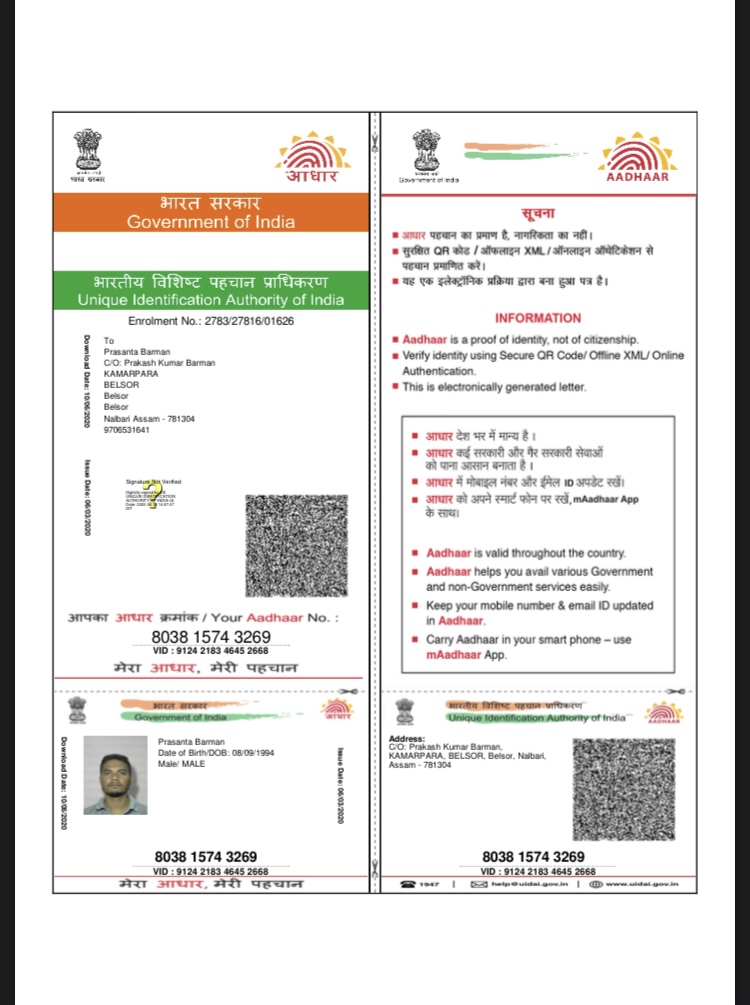 भारत सरकार
आधार
भारत सरकार
Government of India
भारतीय विशिष्ट पहचान प्राधिकरण
Unique Identification Authority of India
Enrolment No.: 2783/27816/01626
Download Date: 10/06/2020
To
Prasanta Barman
C/O: Prakash Kumar Barman
KAMARPARA
BELSOR
Belsor
Belsor
Nalbari Assam - 781304
9706531641
Issue Date: 06/03/2020
Signature Not Verified
आपका आधार क्रमांक / Your Aadhaar No. :
8038 1574 3269
VID : 9124 2183 4645 2668
मेरा आधार, मेरी पहचान
Government of India
AADHAAR
सूचना
आधार पहचान का प्रमाण है, नागरिकता का नहीं।
सुरक्षित QR कोड / ऑफलाइन XML / ऑनलाइन ऑथेंटिकेशन से
पहचान प्रमाणित करें।
यह एक इलेक्ट्रॉनिक प्रक्रिया द्वारा बना हुआ पत्र है।
INFORMATION
Aadhaar is a proof of identity, not of citizenship.
Verify identity using Secure QR Code/ Offline XML/ Online
Authentication.
This is electronically generated letter.
आधार देश भर में मान्य है ।
आधार कई सरकारी और गैर सरकारी सेवाओं
को पाना आसान बनाता है ।
आधार में मोबाइल नंबर और ईमेल ID अपडेट रखें।
आधार को अपने स्मार्ट फोन पर रखें, mAadhaar App
के साथ।
Aadhaar is valid throughout the country.
Aadhaar helps you avail various Government
and non-Government services easily.
Keep your mobile number & email ID updated
in Aadhaar.
Carry Aadhaar in your smart phone – use
mAadhaar App.
भारत सरकार
Government of India
आधार
Download Date: 10/06/2020
Prasanta Barman
Date of Birth/DOB: 08/09/1994
Male/ MALE
Issue Date: 06/03/2020
8038 1574 3269
VID : 9124 2183 4645 2668
मेरा आधार, मेरी पहचान
भारतीय विशिष्ट पहचान प्राधिकरण
Unique Identification Authority of India
AADHAAR
Address:
C/O: Prakash Kumar Barman,
KAMARPARA, BELSOR, Belsor, Nalbari,
Assam - 781304
8038 1574 3269
VID : 9124 2183 4645 2668
1947 | help@uidai.gov.in | www.uidai.gov.in